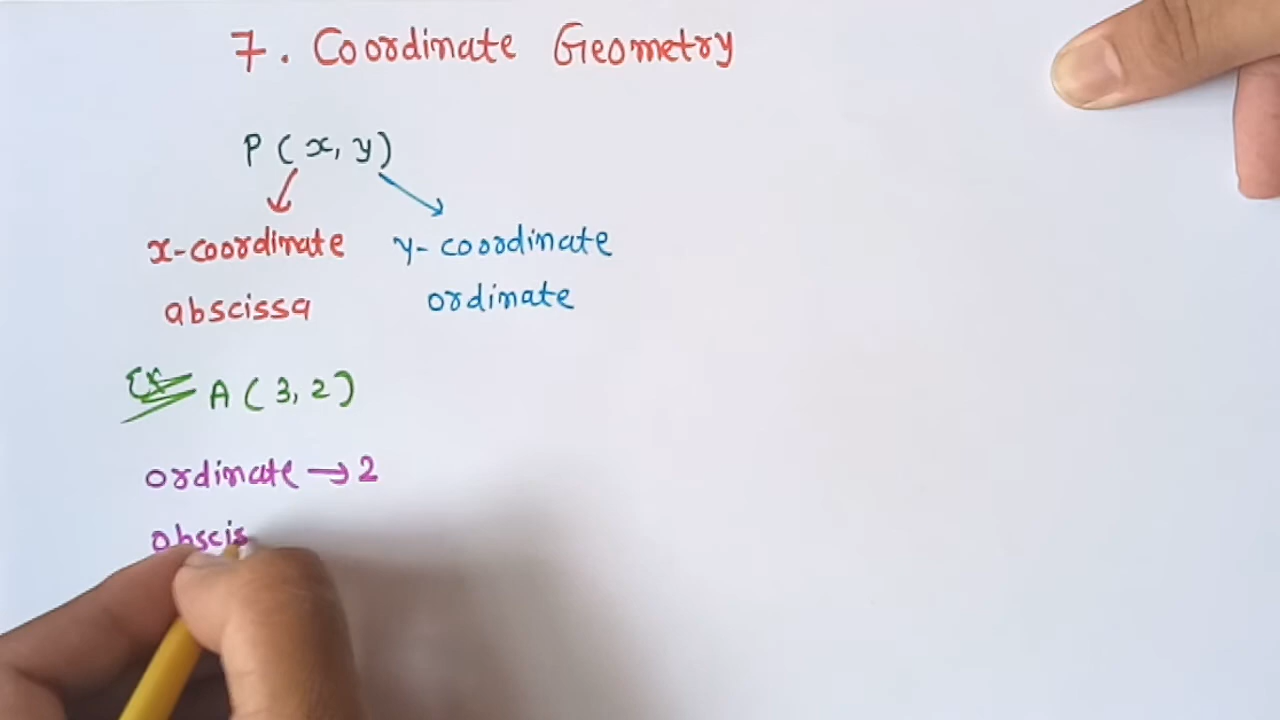 7. Coordinate Geometry
P (x, y)
x-coordinate y-coordinate
abscissa ordinate
Ex A (3, 2)
ordinate → 2
abscis